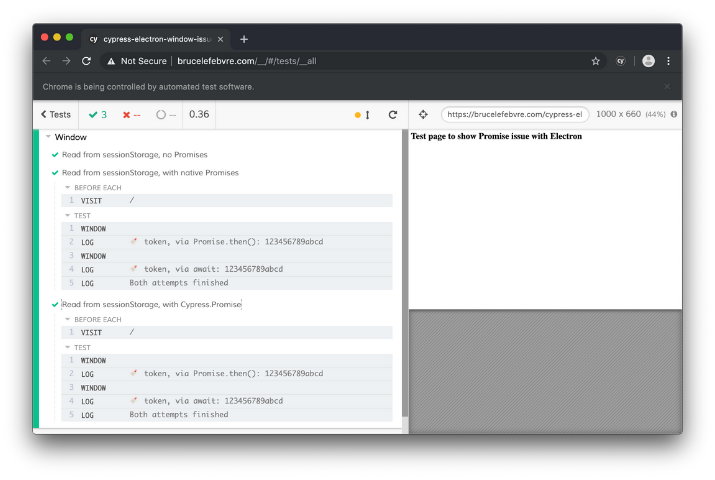 cy cypress-electron-window-issu
Not Secure | brucelefebvre.com/__/#/tests/__all
cy
Chrome is being controlled by automated test software.
Tests 3 -- -- 0.36
https://brucelefebvre.com/cypress-el 1000 x 660 (44%)
Window
Test page to show Promise issue with Electron
Read from sessionStorage, no Promises
Read from sessionStorage, with native Promises
BEFORE EACH
1 VISIT /
TEST
1 WINDOW
2 LOG token, via Promise.then(): 123456789abcd
3 WINDOW
4 LOG token, via await: 123456789abcd
5 LOG Both attempts finished
Read from sessionStorage, with Cypress.Promise
BEFORE EACH
1 VISIT /
TEST
1 WINDOW
2 LOG token, via Promise.then(): 123456789abcd
3 WINDOW
4 LOG token, via await: 123456789abcd
5 LOG Both attempts finished